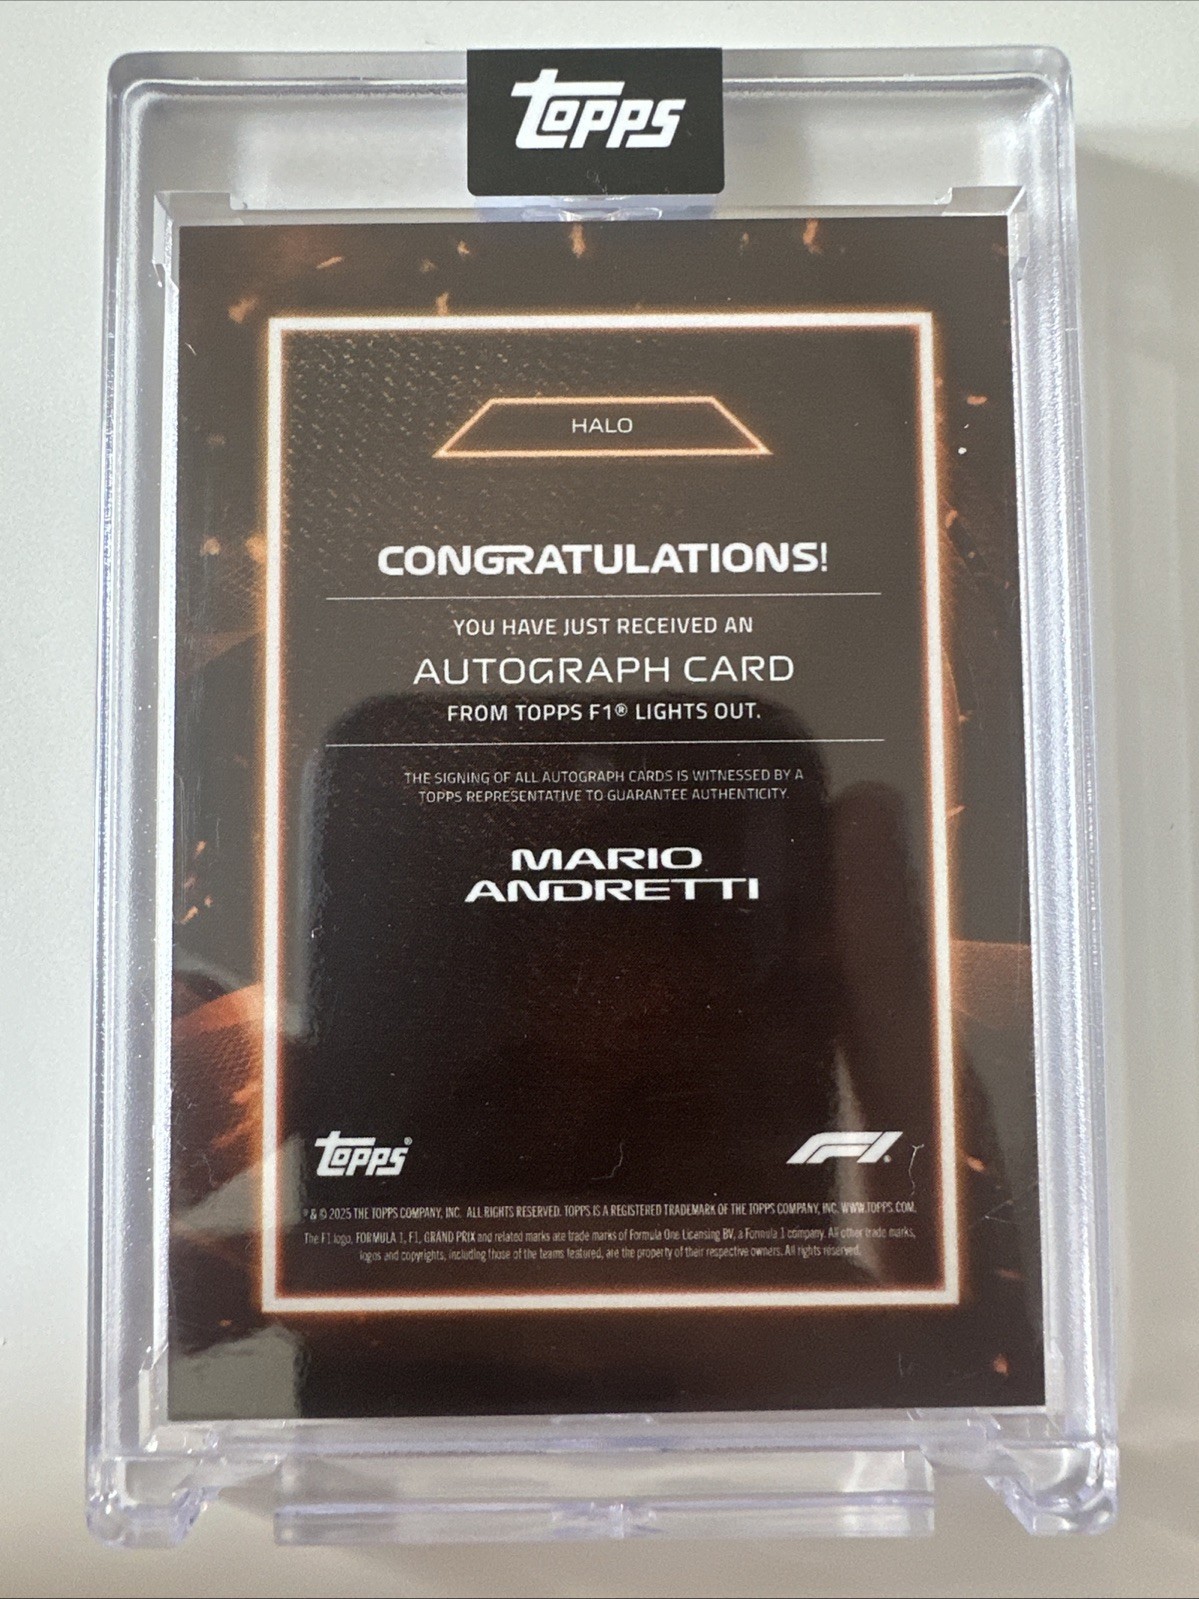 Topps
HALO
CONGRATULATIONS!
YOU HAVE JUST RECEIVED AN
AUTOGRAPH CARD
FROM TOPPS F1® LIGHTS OUT.
THE SIGNING OF ALL AUTOGRAPH CARDS IS WITNESSED BY A
TOPPS REPRESENTATIVE TO GUARANTEE AUTHENTICITY.
MARIO
ANDRETTI
Topps® F1®
® & © 2025 THE TOPPS COMPANY, INC. ALL RIGHTS RESERVED. TOPPS IS A REGISTERED TRADEMARK OF THE TOPPS COMPANY, INC. WWW.TOPPS.COM.
The F1 logo, FORMULA 1, F1, GRAND PRIX and related marks are trade marks of Formula One Licensing BV, a Formula 1 company. All other trade marks,
logos and copyrights, including those of the teams featured, are the property of their respective owners. All rights reserved.